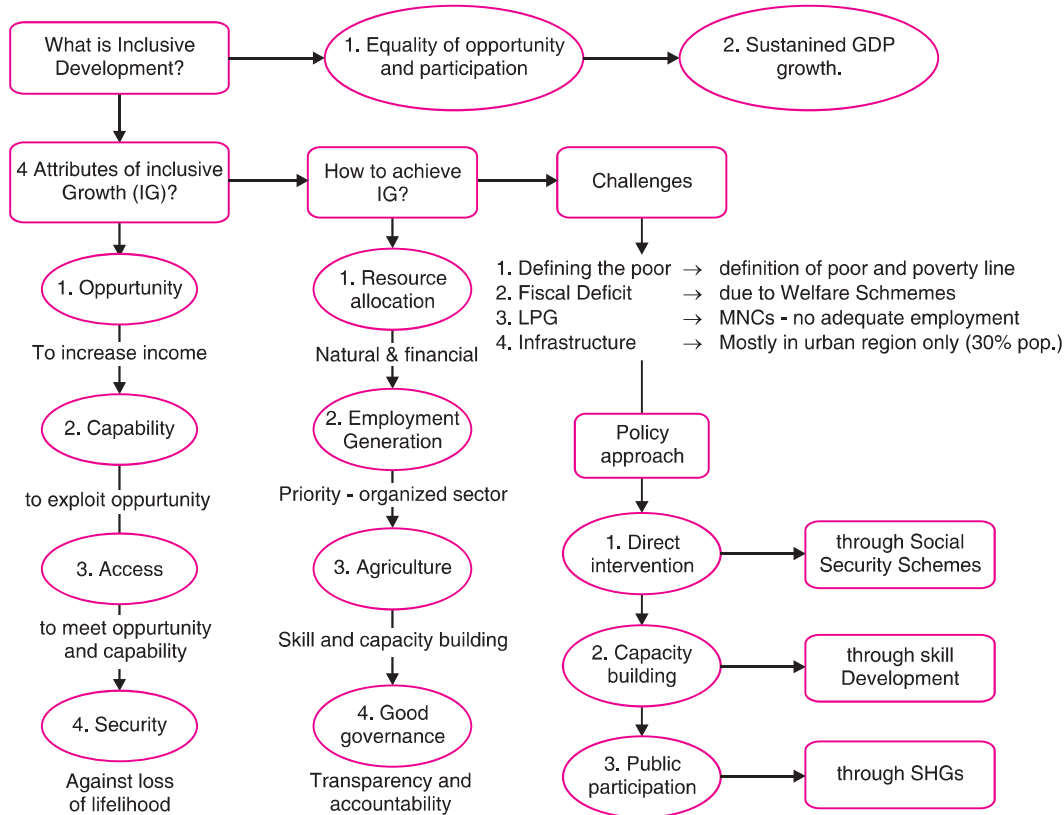 What is Inclusive
Development?
1. Equality of opportunity
and participation
2. Sustanined GDP
growth.
4 Attributes of inclusive
Growth (IG)?
How to achieve
IG?
Challenges
1. Oppurtunity
To increase income
2. Capability
to exploit oppurtunity
3. Access
to meet oppurtunity
and capability
4. Security
Against loss
of lifelihood
1. Resource
allocation
Natural & financial
2. Employment
Generation
Priority - organized sector
3. Agriculture
Skill and capacity building
4. Good
governance
Transparency and
accountability
1. Defining the poor → definition of poor and poverty line
2. Fiscal Deficit → due to Welfare Schmemes
3. LPG → MNCs - no adequate employment
4. Infrastructure → Mostly in urban region only (30% pop.)
Policy
approach
1. Direct
intervention
through Social
Security Schemes
2. Capacity
building
through skill
Development
3. Public
participation
through SHGs